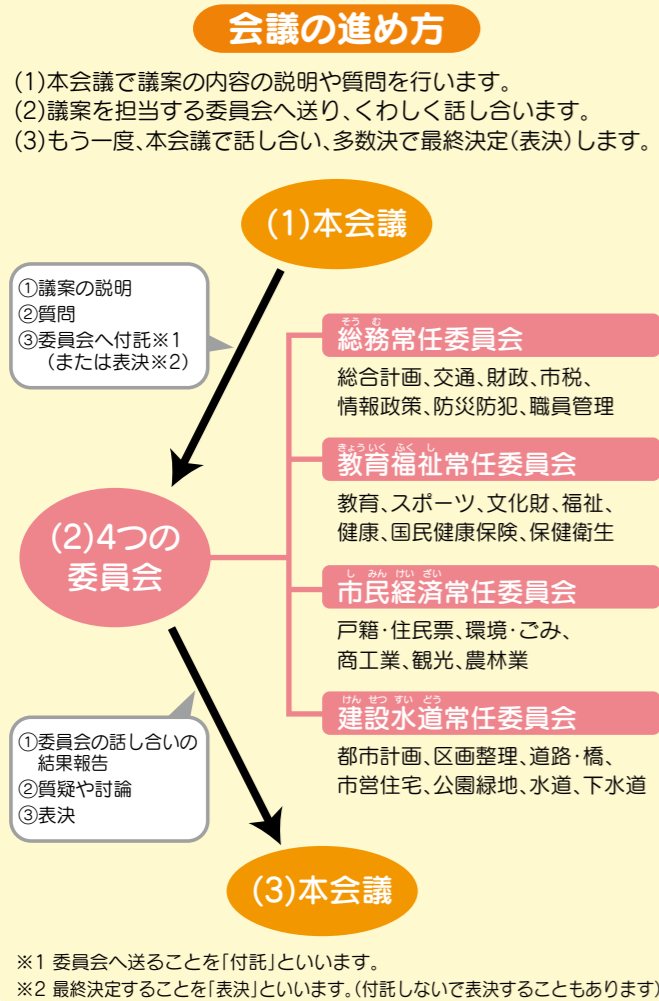 会議の進め方
(1)本会議で議案の内容の説明や質問を行います。
(2)議案を担当する委員会へ送り、くわしく話し合います。
(3)もう一度、本会議で話し合い、多数決で最終決定(表決)します。
(1)本会議
①議案の説明
②質問
③委員会へ付託※1
(または表決※2)
そう む
総務常任委員会
総合計画、交通、財政、市税、
情報政策、防災防犯、職員管理
きょういく ふく し
教育福祉常任委員会
教育、スポーツ、文化財、福祉、
健康、国民健康保険、保健衛生
(2)4つの
委員会
し みん けい ざい
市民経済常任委員会
戸籍・住民票、環境・ごみ、
商工業、観光、農林業
けん せつ すい どう
建設水道常任委員会
都市計画、区画整理、道路・橋、
市営住宅、公園緑地、水道、下水道
①委員会の話し合いの
結果報告
②質疑や討論
③表決
(3)本会議
※1 委員会へ送ることを「付託」といいます。
※2 最終決定することを「表決」といいます。(付託しないで表決することもあります)